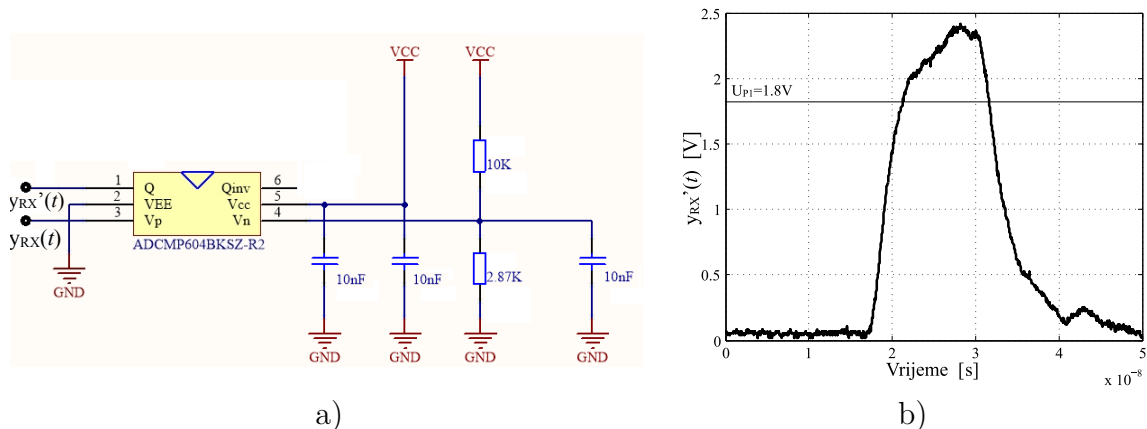 VCC
VCC
10K
1 Q Qinv 6
2 VEE Vcc 5
3 Vp Vn 4
yRX'(t)
yRX(t)
ADCMP604BKSZ-R2
GND
10nF
10nF
2.87K
10nF
GND
GND
GND
GND
a)
2.5
2
1.5
1
0.5
0
UP1=1.8V
yRX'(t) [V]
0
1
2
3
4
5
Vrijeme [s]
x 10-8
b)